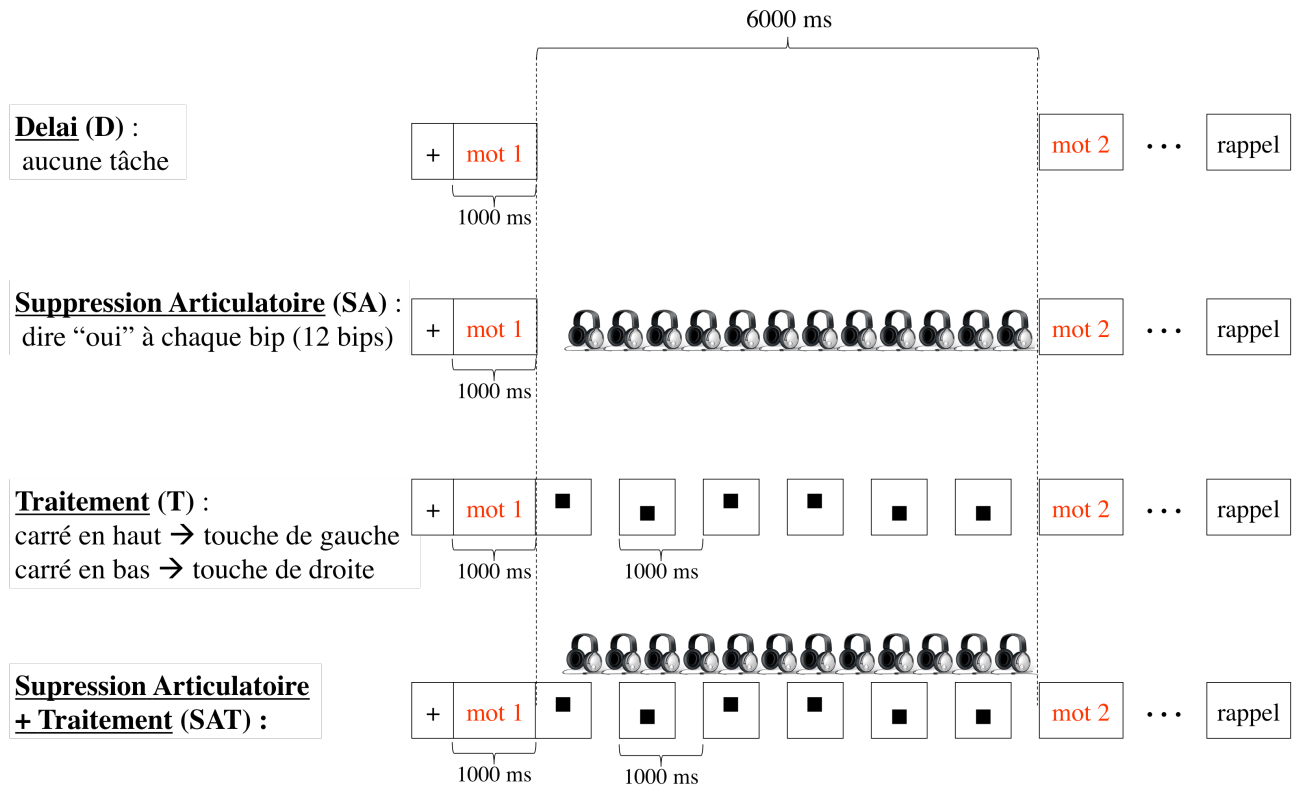 6000 ms
Delai (D) :
aucune tâche
+ mot 1 mot 2 ... rappel
1000 ms
Suppression Articulatoire (SA) :
dire “oui” à chaque bip (12 bips)
+ mot 1 mot 2 ... rappel
1000 ms
Traitement (T) :
carré en haut → touche de gauche
carré en bas → touche de droite
+ mot 1 mot 2 ... rappel
1000 ms 1000 ms
Supression Articulatoire
+ Traitement (SAT) :
+ mot 1 mot 2 ... rappel
1000 ms 1000 ms